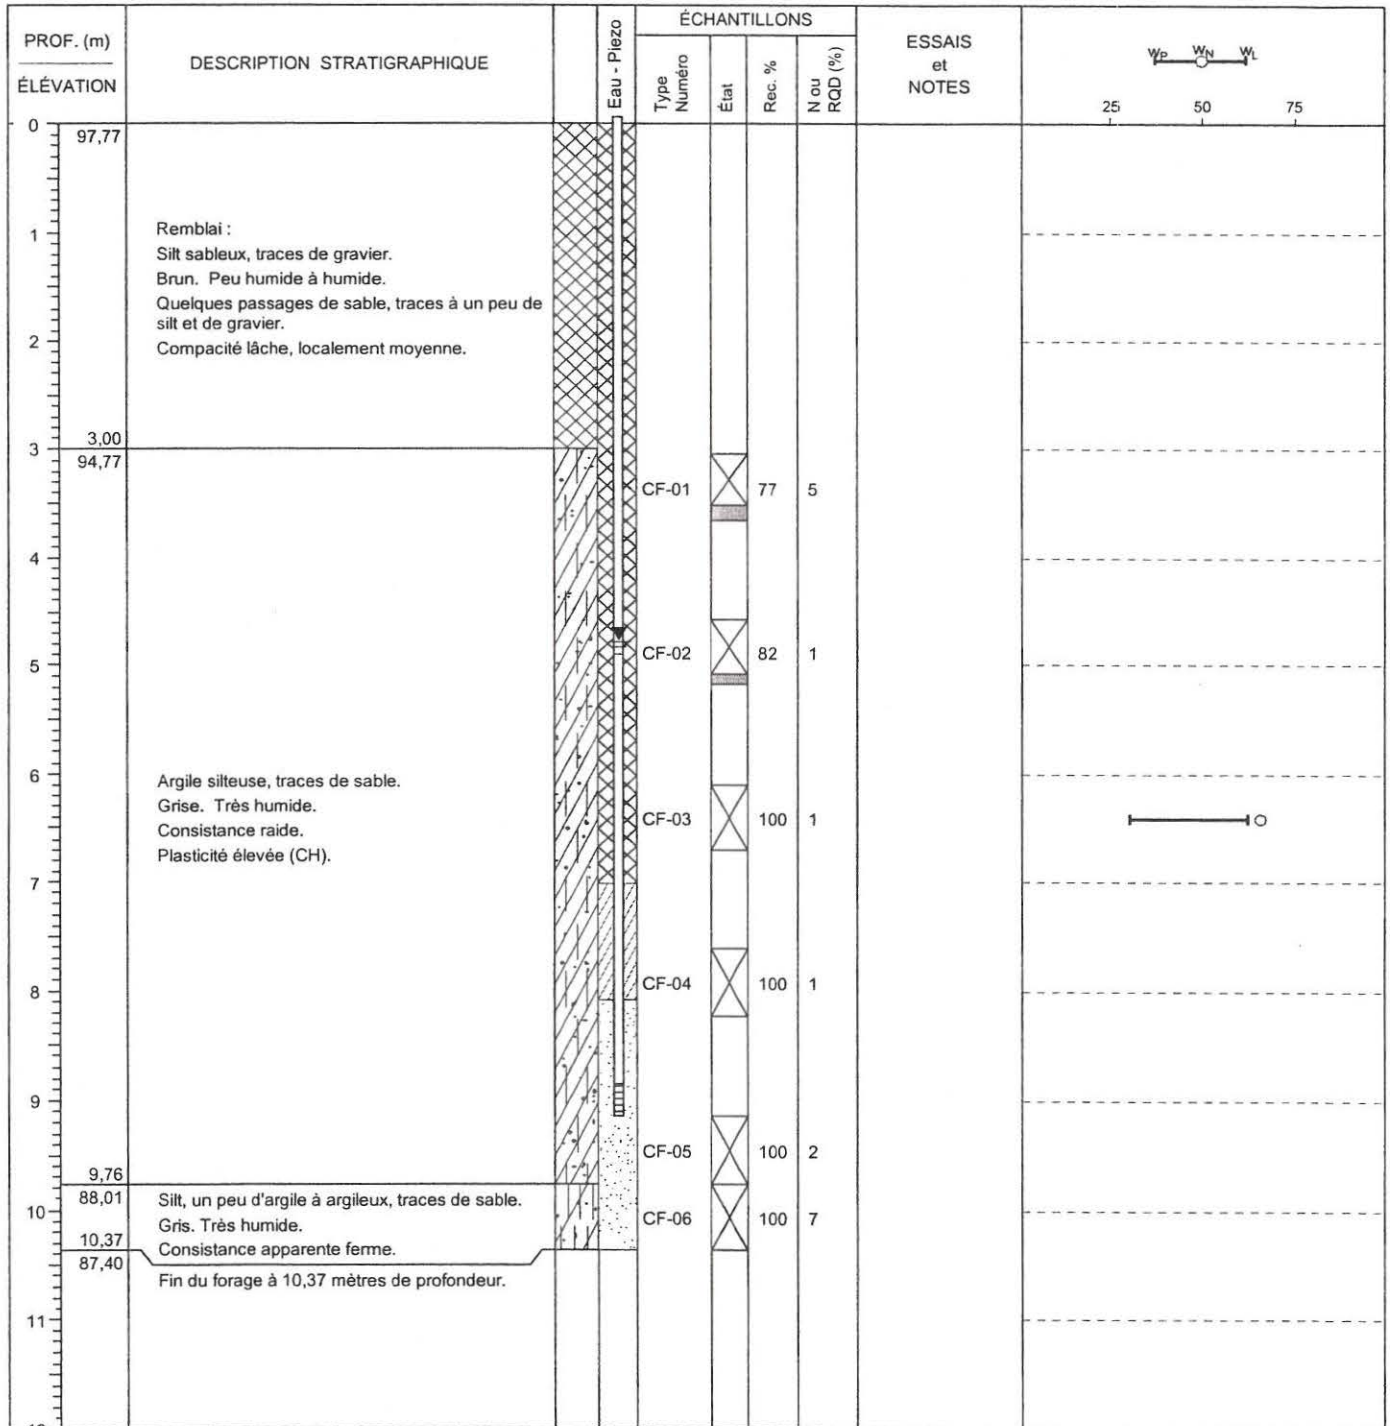 PROF. (m)
ÉLÉVATION
DESCRIPTION STRATIGRAPHIQUE
Eau - Piezo
ÉCHANTILLONS
Type
Numéro
État
Rec. %
N ou
RQD (%)
ESSAIS
et
NOTES
WP WN WL
25 50 75
0
97,77
1
Remblai :
Silt sableux, traces de gravier.
Brun. Peu humide à humide.
Quelques passages de sable, traces à un peu de
silt et de gravier.
2
Compacité lâche, localement moyenne.
3,00
3
94,77
CF-01 77 5
4
CF-02 82 1
5
6
Argile silteuse, traces de sable.
Grise. Très humide.
CF-03 100 1
Consistance raide.
Plasticité élevée (CH).
7
CF-04 100 1
8
9
CF-05 100 2
9,76
88,01
Silt, un peu d'argile à argileux, traces de sable.
10
Gris. Très humide.
CF-06 100 7
10,37
Consistance apparente ferme.
87,40
Fin du forage à 10,37 mètres de profondeur.
11